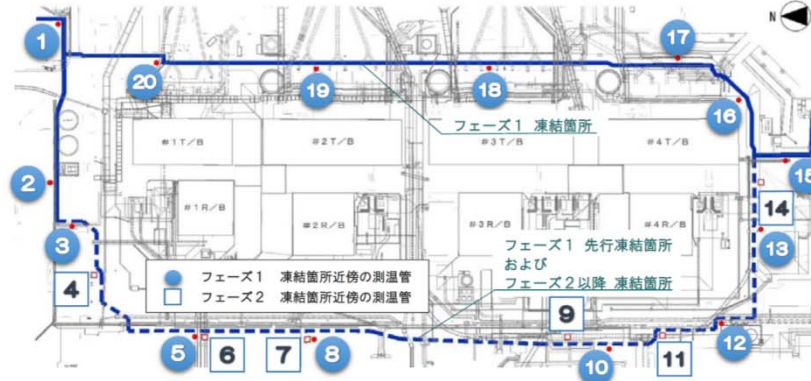 N
1
17
20
19
18
16
フェーズ1 凍結箇所
#1T/B
#2T/B
#3T/B
#4T/B
15
2
14
#1R/B
#2R/B
#3R/B
#4R/B
3
13
フェーズ1 先行凍結箇所
および
フェーズ2以降 凍結箇所
4
フェーズ1 凍結箇所近傍の測温管
フェーズ2 凍結箇所近傍の測温管
9
12
5
6
7
8
10
11